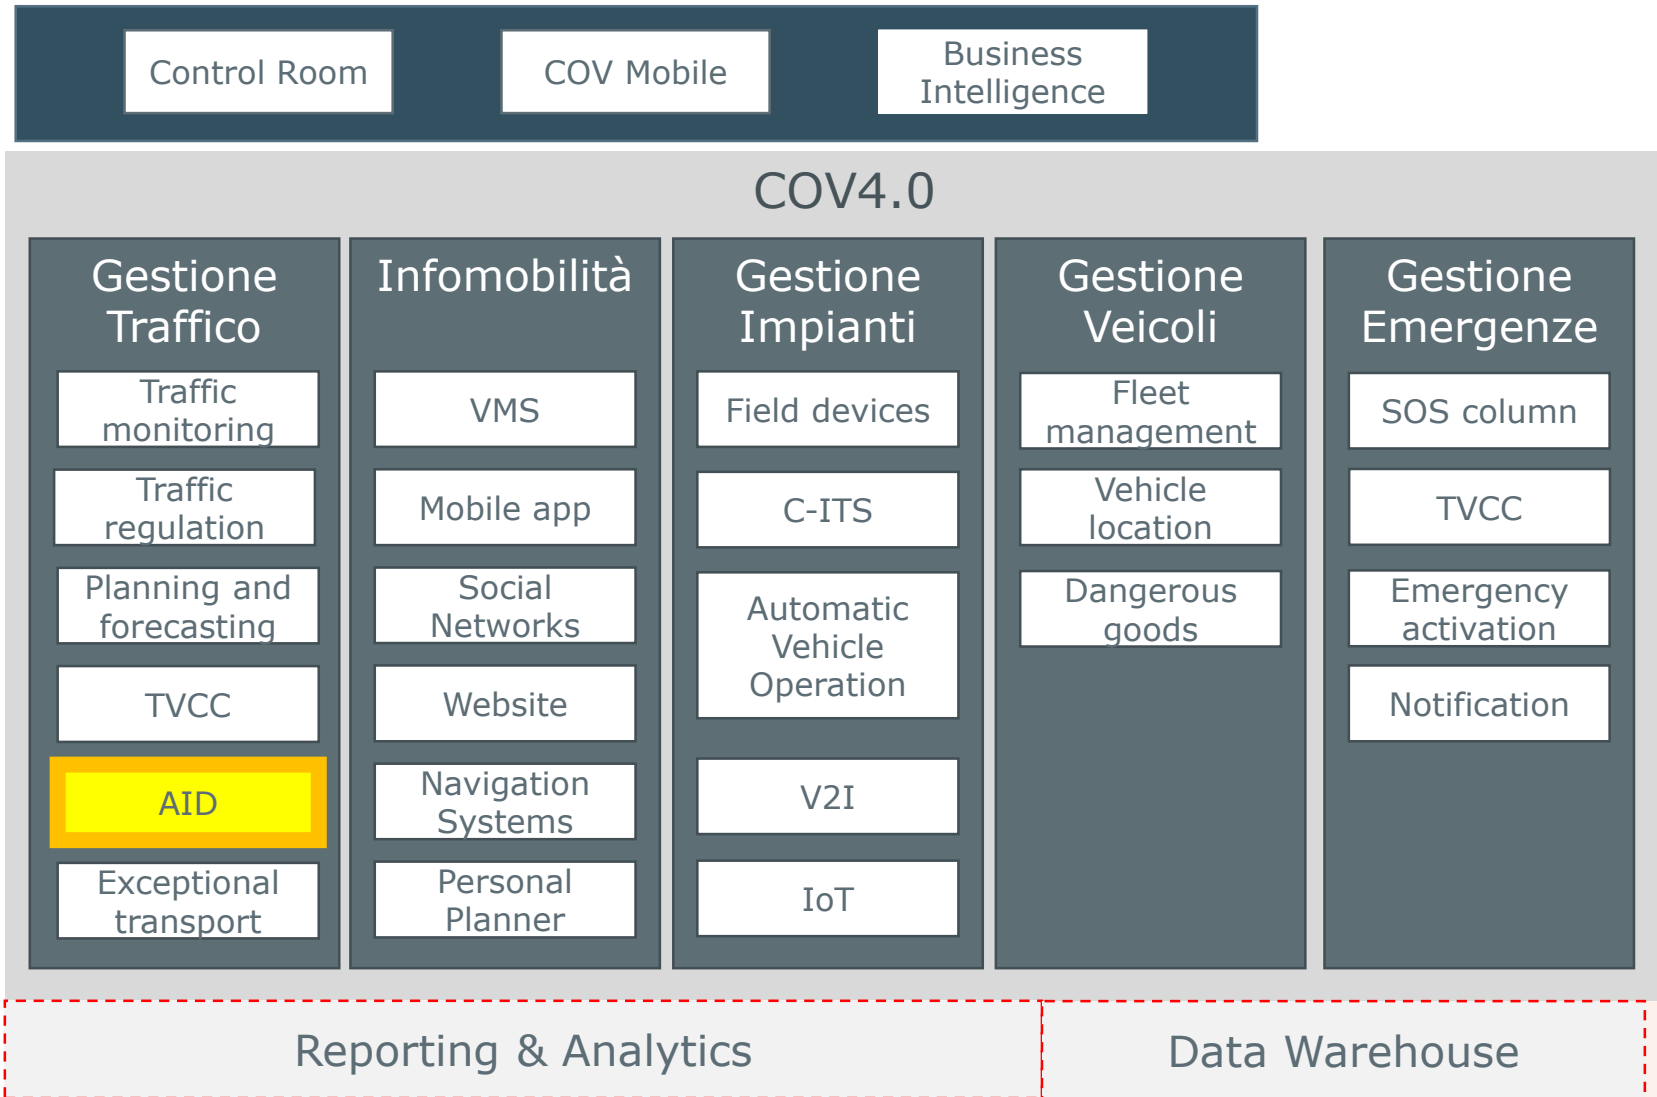 Control Room
COV Mobile
Business
Intelligence
COV4.0
Gestione
Traffico
Traffic
monitoring
Traffic
regulation
Planning and
forecasting
TVCC
AID
Exceptional
transport
Infomobilità
VMS
Mobile app
Social
Networks
Website
Navigation
Systems
Personal
Planner
Gestione
Impianti
Field devices
C-ITS
Automatic
Vehicle
Operation
V2I
IoT
Gestione
Veicoli
Fleet
management
Vehicle
location
Dangerous
goods
Gestione
Emergenze
SOS column
TVCC
Emergency
activation
Notification
Reporting & Analytics
Data Warehouse